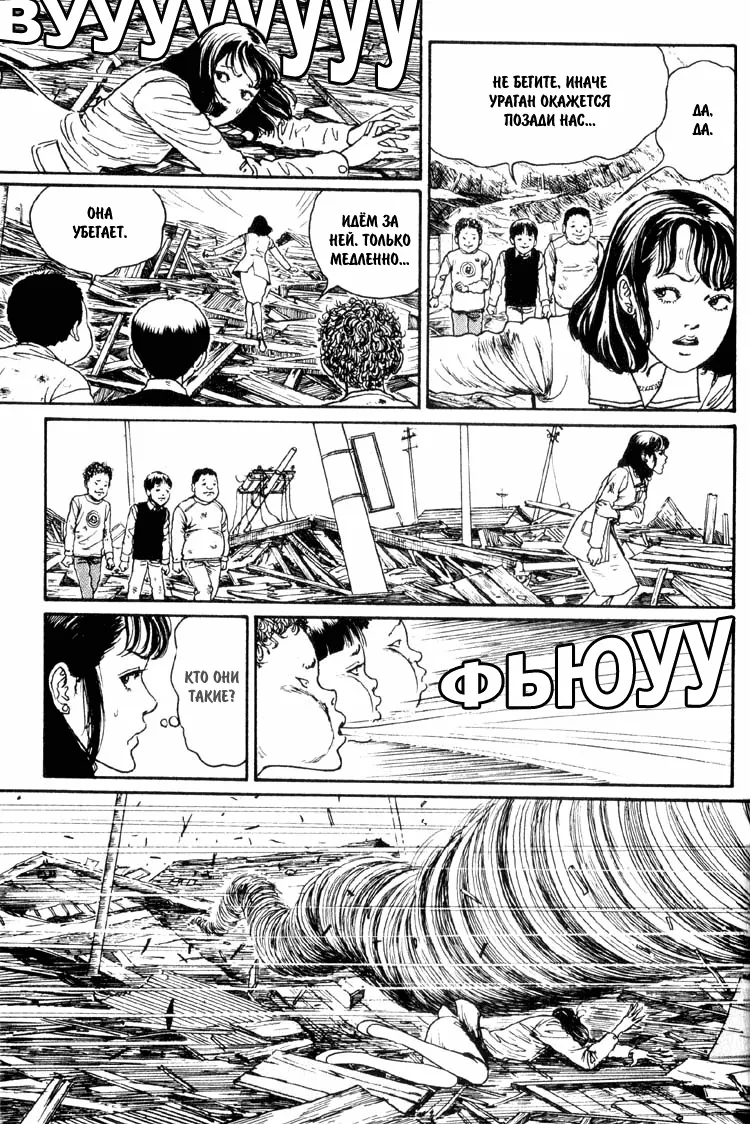 ВУУУУУУУУ
НЕ БЕГИТЕ, ИНАЧЕ
УРАГАН ОКАЖЕТСЯ
ПОЗАДИ НАС...
ДА,
ДА.
ОНА
УБЕГАЕТ.
ИДЁМ ЗА
НЕЙ. ТОЛЬКО
МЕДЛЕННО...
КТО ОНИ
ТАКИЕ?
ФЬЮУУ